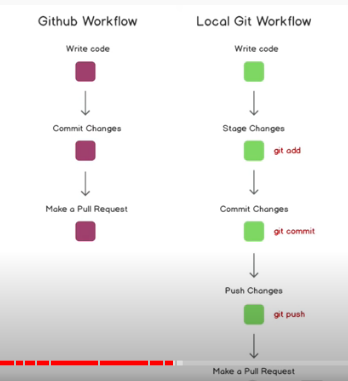 Github Workflow
Write code
Commit Changes
Make a Pull Request
Local Git Workflow
Write code
Stage Changes
git add
Commit Changes
git commit
Push Changes
git push
Make a Pull Request